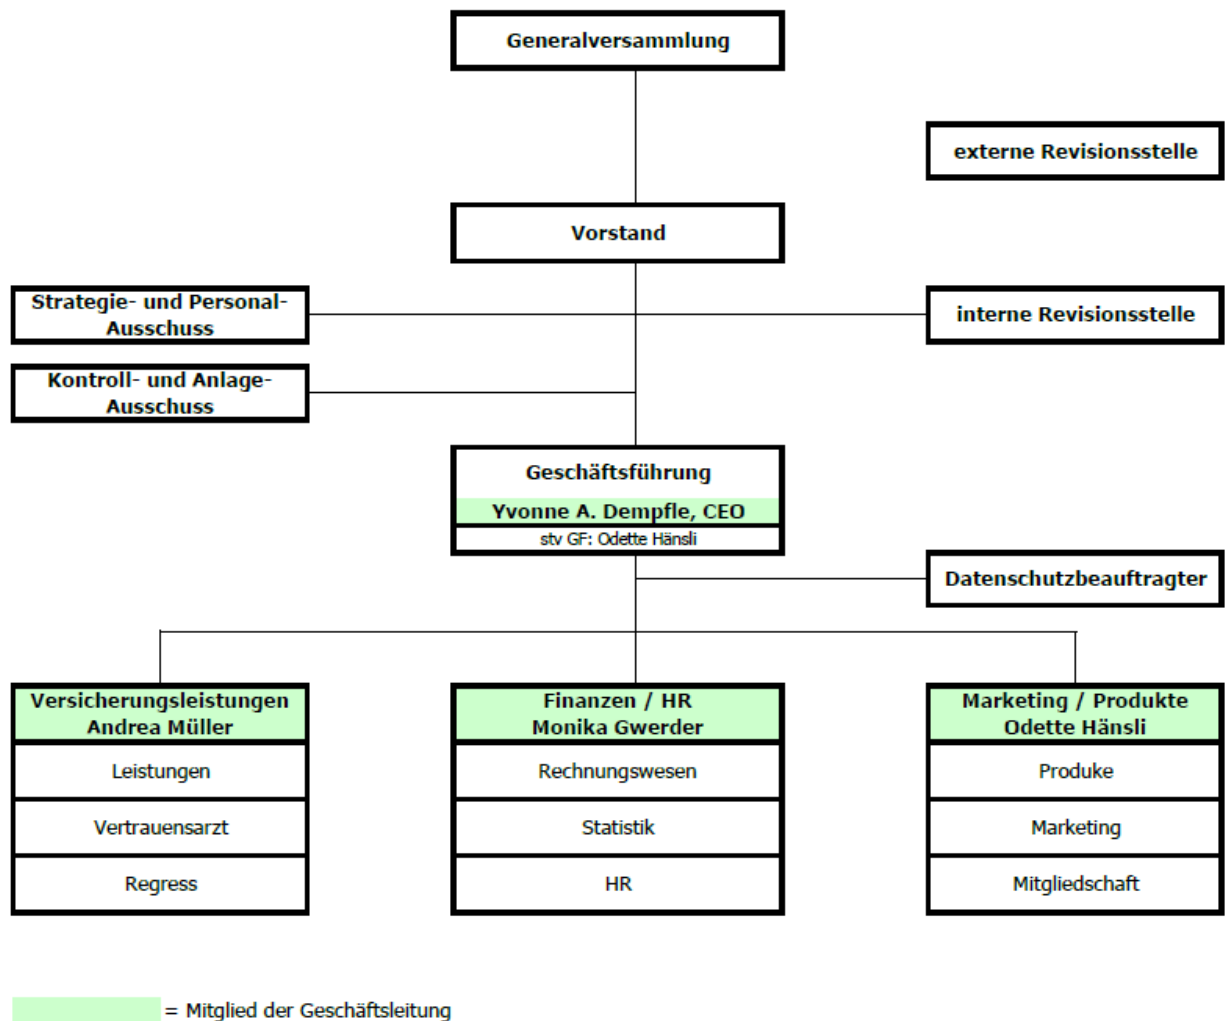 Generalversammlung
externe Revisionsstelle
Vorstand
Strategie- und Personal-
Ausschuss
interne Revisionsstelle
Kontroll- und Anlage-
Ausschuss
Geschäftsführung
Yvonne A. Dempfle, CEO
stv GF: Odette Hänsli
Datenschutzbeauftragter
Versicherungsleistungen
Andrea Müller
Leistungen
Vertrauensarzt
Regress
Finanzen / HR
Monika Gwerder
Rechnungswesen
Statistik
HR
Marketing / Produkte
Odette Hänsli
Produke
Marketing
Mitgliedschaft
= Mitglied der Geschäftsleitung